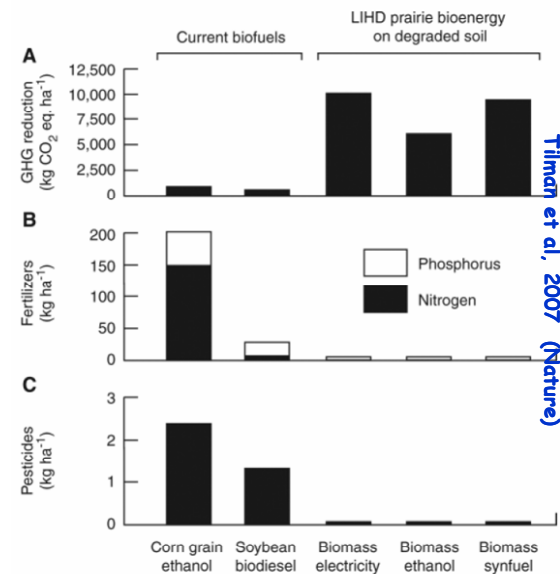 LIHD prairie bioenergy
on degraded soil
Current biofuels
A
GHG reduction
(kg CO₂ eq. ha⁻¹)
12,500
10,000
7,500
5,000
2,500
0
B
Fertilizers
(kg ha⁻¹)
200
150
100
50
0
Phosphorus
Nitrogen
C
Pesticides
(kg ha⁻¹)
3
2
1
0
Corn grain
ethanol
Soybean
biodiesel
Biomass
electricity
Biomass
ethanol
Biomass
synfuel
Tilman et al, 2007 (Nature)